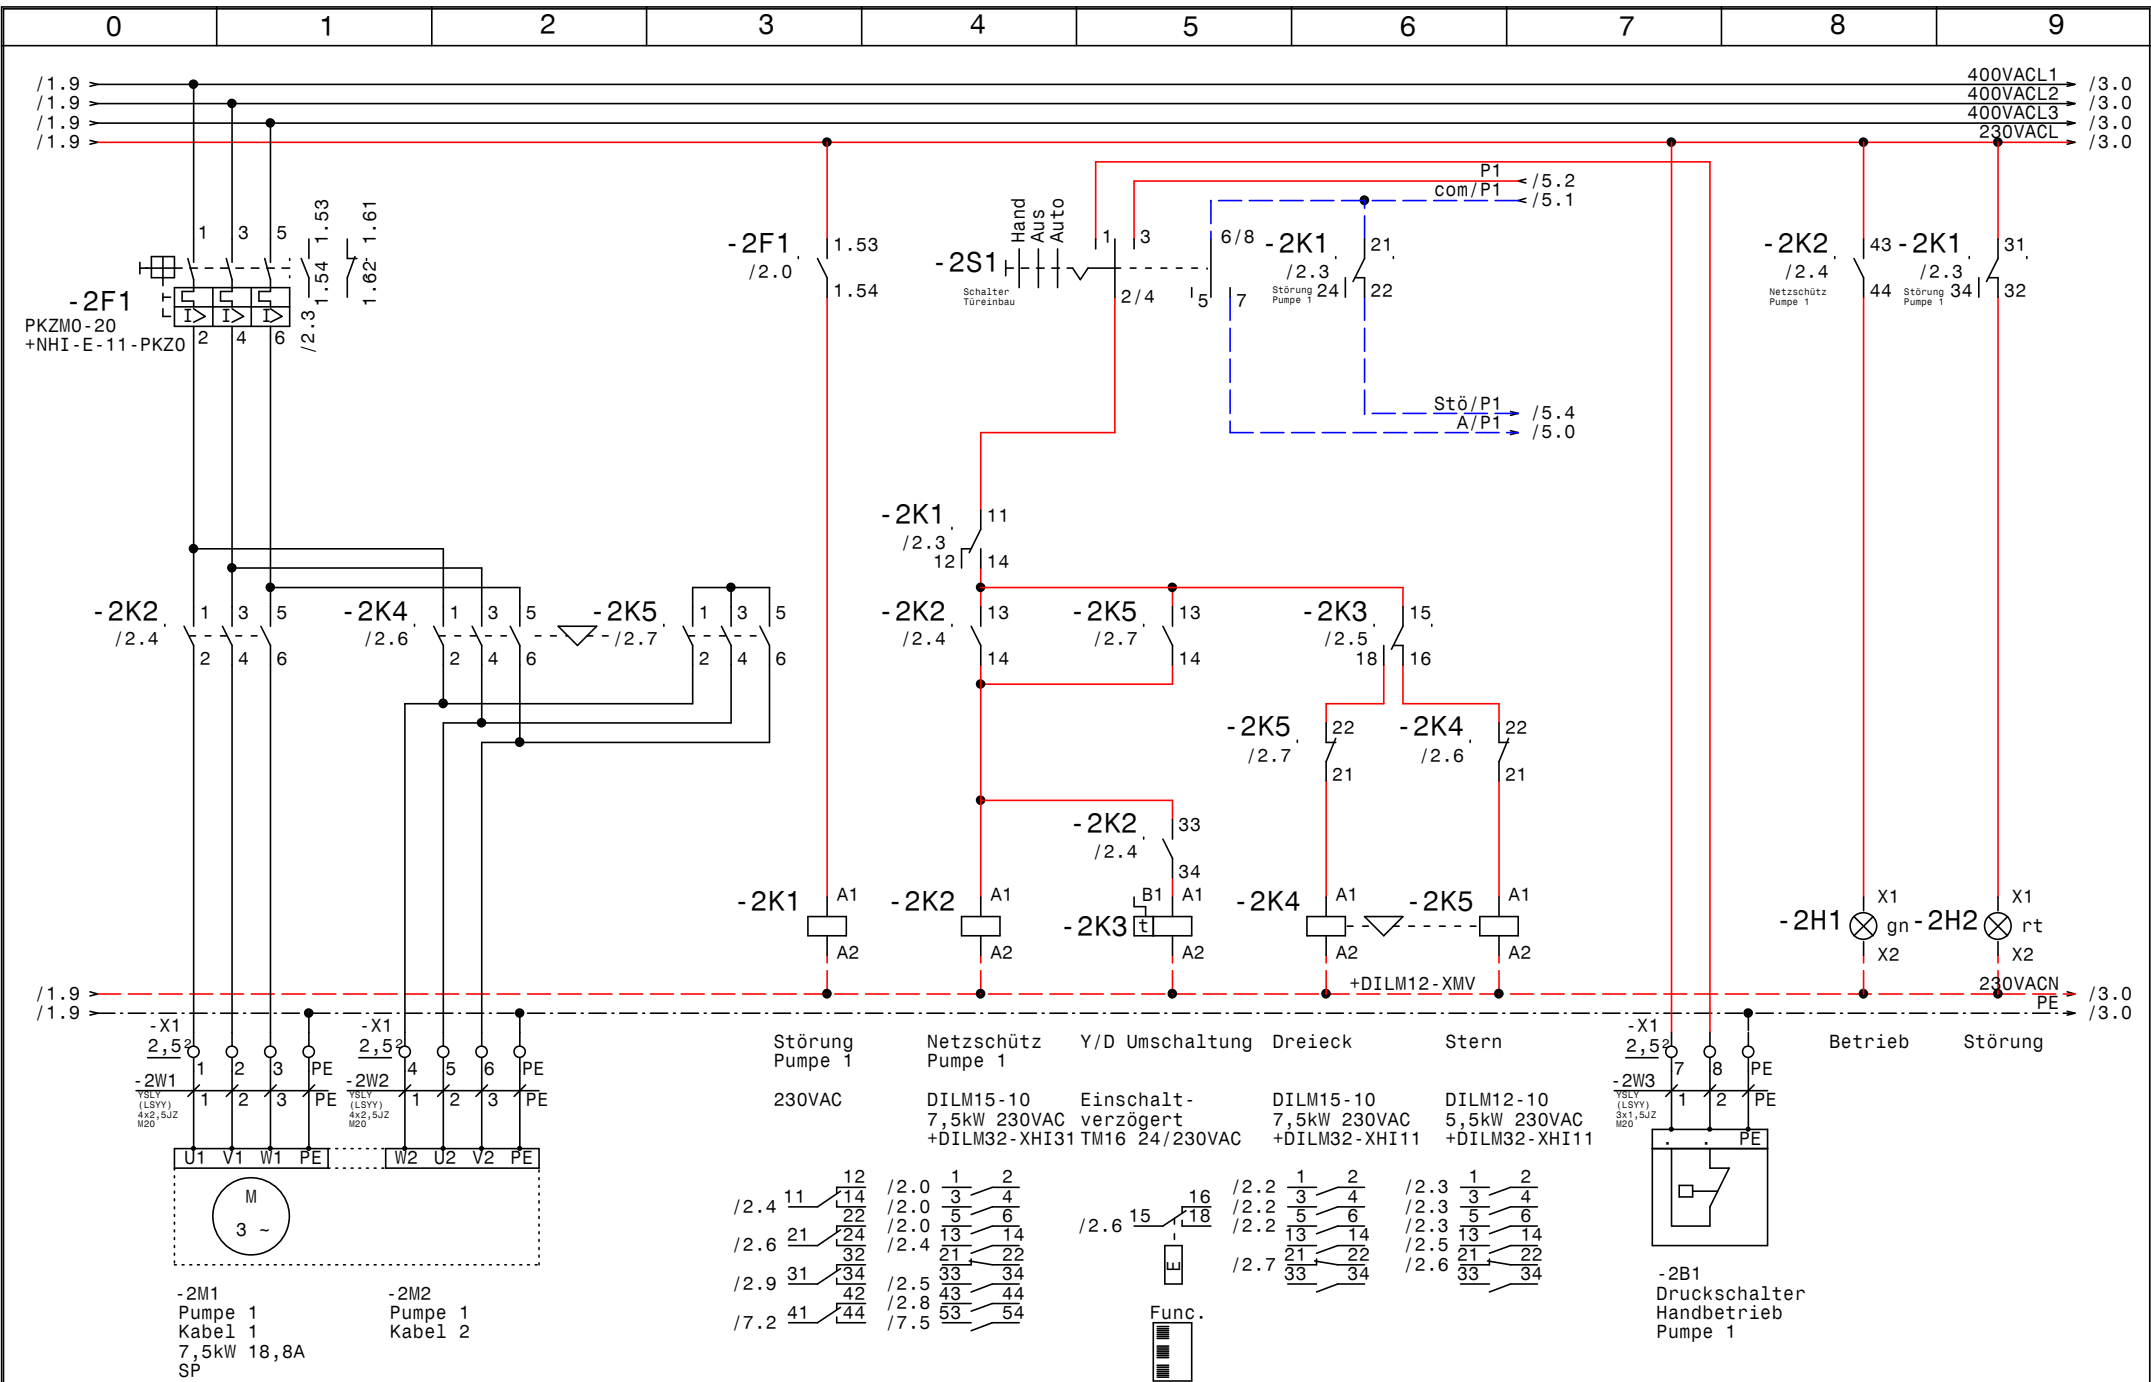 0 1 2 3 4 5 6 7 8 9
/1.9 400VACL1 /3.0
/1.9 400VACL2 /3.0
/1.9 400VACL3 /3.0
/1.9 230VACL /3.0
P1 /5.2
com/P1 /5.1
-2F1
PKZM0-20
+NHI-E-11-PKZ0
1 3 5
2 4 6
1.53
1.54
1.61
1.62
/2.3
-2F1
/2.0
1.53
1.54
-2S1
Schalter
Türeinbau
Hand
Aus
Auto
1 3 6/8
2/4 5 7
-2K1
/2.3
Störung
Pumpe 1
21
24 22
-2K2
/2.4
Netzschütz
Pumpe 1
43
44
-2K1
/2.3
Störung
Pumpe 1
31
34 32
Stö/P1 /5.4
A/P1 /5.0
-2K1
/2.3
11
12 14
-2K2
/2.4
1 3 5
2 4 6
-2K4
/2.6
1 3 5
2 4 6
-2K5
/2.7
1 3 5
2 4 6
-2K2
/2.4
13
14
-2K5
/2.7
13
14
-2K3
/2.5
15
18 16
-2K5
/2.7
22
21
-2K4
/2.6
22
21
-2K2
/2.4
33
34
-2K1 A1
A2
-2K2 A1
A2
-2K3 B1 A1
t
A2
-2K4 A1
A2
-2K5 A1
A2
-2H1 X1
gn
X2
-2H2 X1
rt
X2
+DILM12-XMV
/1.9 230VACN /3.0
/1.9 PE /3.0
-X1
2,5²
1 2 3 PE
-2W1
YSLY
(LSYY)
4x2,5JZ
M20
1 2 3 PE
U1 V1 W1 PE
-X1
2,5²
4 5 6 PE
-2W2
YSLY
(LSYY)
4x2,5JZ
M20
1 2 3 PE
W2 U2 V2 PE
M
3 ~
-2M1
Pumpe 1
Kabel 1
7,5kW 18,8A
SP
-2M2
Pumpe 1
Kabel 2
Störung
Pumpe 1
230VAC
Netzschütz
Pumpe 1
DILM15-10
7,5kW 230VAC
+DILM32-XHI31
Y/D Umschaltung
Einschalt-
verzögert
TM16 24/230VAC
Dreieck
DILM15-10
7,5kW 230VAC
+DILM32-XHI11
Stern
DILM12-10
5,5kW 230VAC
+DILM32-XHI11
Betrieb
Störung
12
/2.4 11 14
22
/2.6 21 24
32
/2.9 31 34
42
/7.2 41 44
/2.0 1 2
/2.0 3 4
/2.0 5 6
/2.4 13 14
21 22
/2.5 33 34
/2.8 43 44
/7.5 53 54
16
/2.6 15 18
E
Func.
/2.2 1 2
/2.2 3 4
/2.2 5 6
13 14
/2.7 21 22
33 34
/2.3 1 2
/2.3 3 4
/2.3 5 6
/2.5 13 14
/2.6 21 22
33 34
-X1
2,5²
7 8 PE
-2W3
YSLY
(LSYY)
3x1,5JZ
M20
1 2 PE
. . PE
-2B1
Druckschalter
Handbetrieb
Pumpe 1